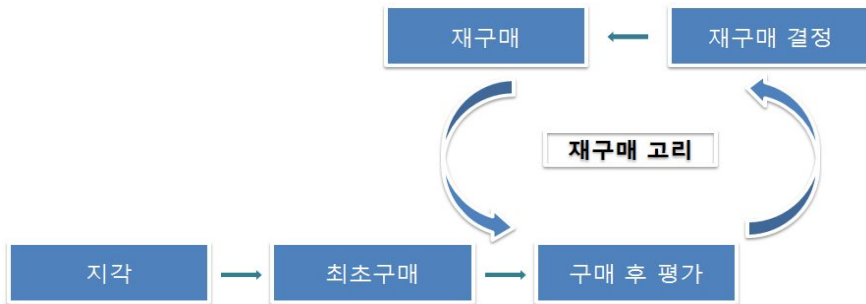 재구매
재구매 결정
재구매 고리
지각
최초구매
구매 후 평가